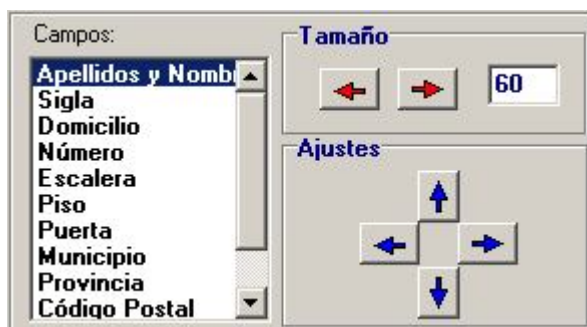 Campos:
Apellidos y Nomb
Sigla
Domicilio
Número
Escalera
Piso
Puerta
Municipio
Provincia
Código Postal
Tamaño
60
Ajustes